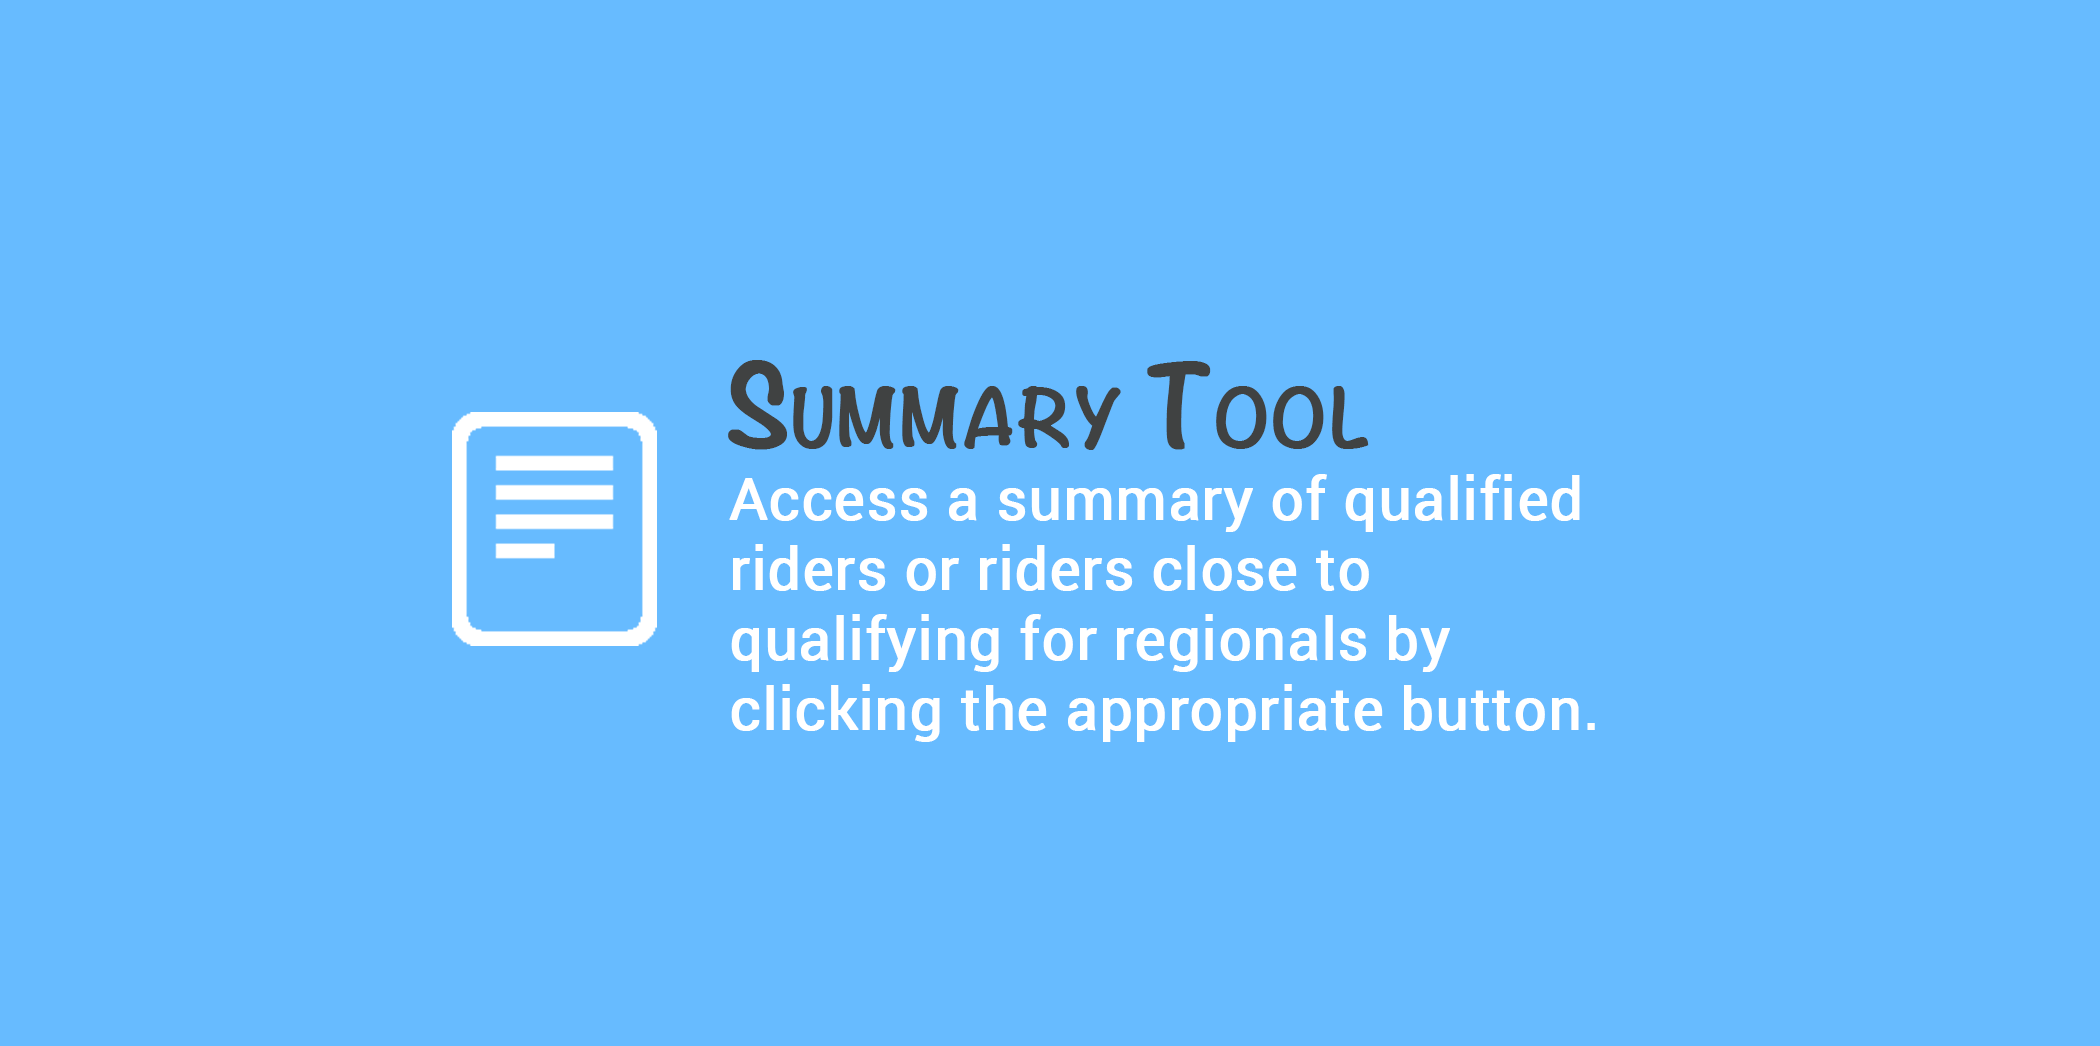 Summary Tool
Access a summary of qualified
riders or riders close to
qualifying for regionals by
clicking the appropriate button.